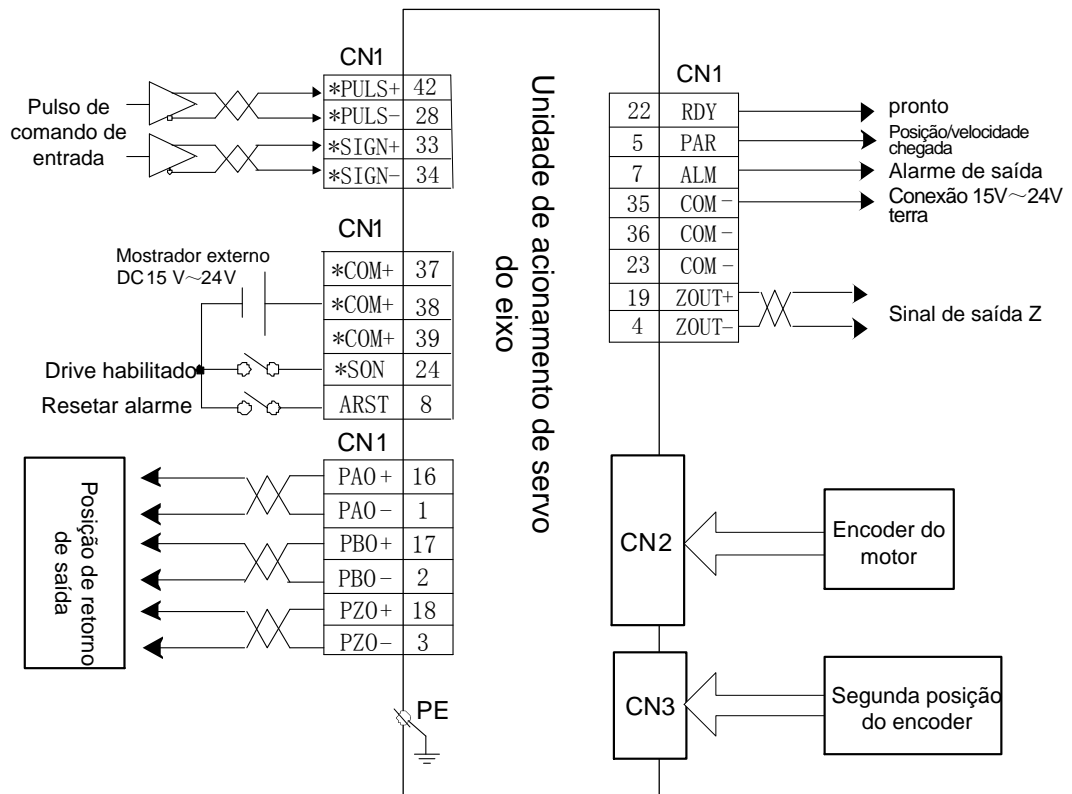 CN1
Pulso de
comando de
entrada
*PULS+ 42
*PULS- 28
*SIGN+ 33
*SIGN- 34
CN1
Mostrador externo
DC15 V～24V
*COM+ 37
*COM+ 38
*COM+ 39
Drive habilitado
*SON 24
Resetar alarme
ARST 8
CN1
Posição de retorno
de saída
PAO+ 16
PAO- 1
PBO+ 17
PBO- 2
PZO+ 18
PZO- 3
PE
Unidade de acionamento de servo
do eixo
CN1
22 RDY
pronto
5 PAR
Posição/velocidade
chegada
7 ALM
Alarme de saída
35 COM-
Conexão 15V～24V
terra
36 COM-
23 COM-
19 ZOUT+
4 ZOUT-
Sinal de saída Z
CN2
Encoder do
motor
CN3
Segunda posição
do encoder